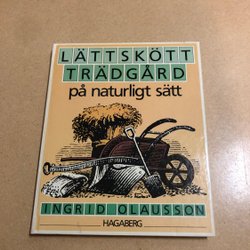 LÄTTSKÖTT
TRÄDGÅRD
på naturligt sätt
INGRID OLAUSSON
HAGABERG